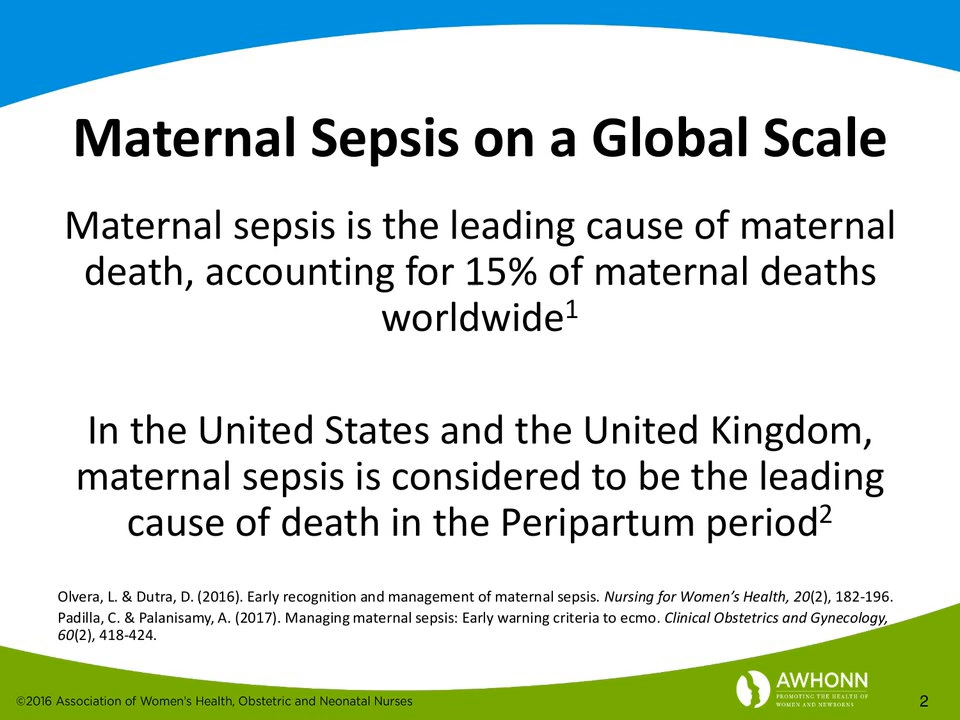 Maternal Sepsis on a Global Scale
Maternal sepsis is the leading cause of maternal
death, accounting for 15% of maternal deaths
worldwide¹
In the United States and the United Kingdom,
maternal sepsis is considered to be the leading
cause of death in the Peripartum period²
Olvera, L. & Dutra, D. (2016). Early recognition and management of maternal sepsis. Nursing for Women’s Health, 20(2), 182-196.
Padilla, C. & Palanisamy, A. (2017). Managing maternal sepsis: Early warning criteria to ecmo. Clinical Obstetrics and Gynecology,
60(2), 418-424.
©2016 Association of Women's Health, Obstetric and Neonatal Nurses
AWHONN
PROMOTING THE HEALTH OF
WOMEN AND NEWBORNS
2